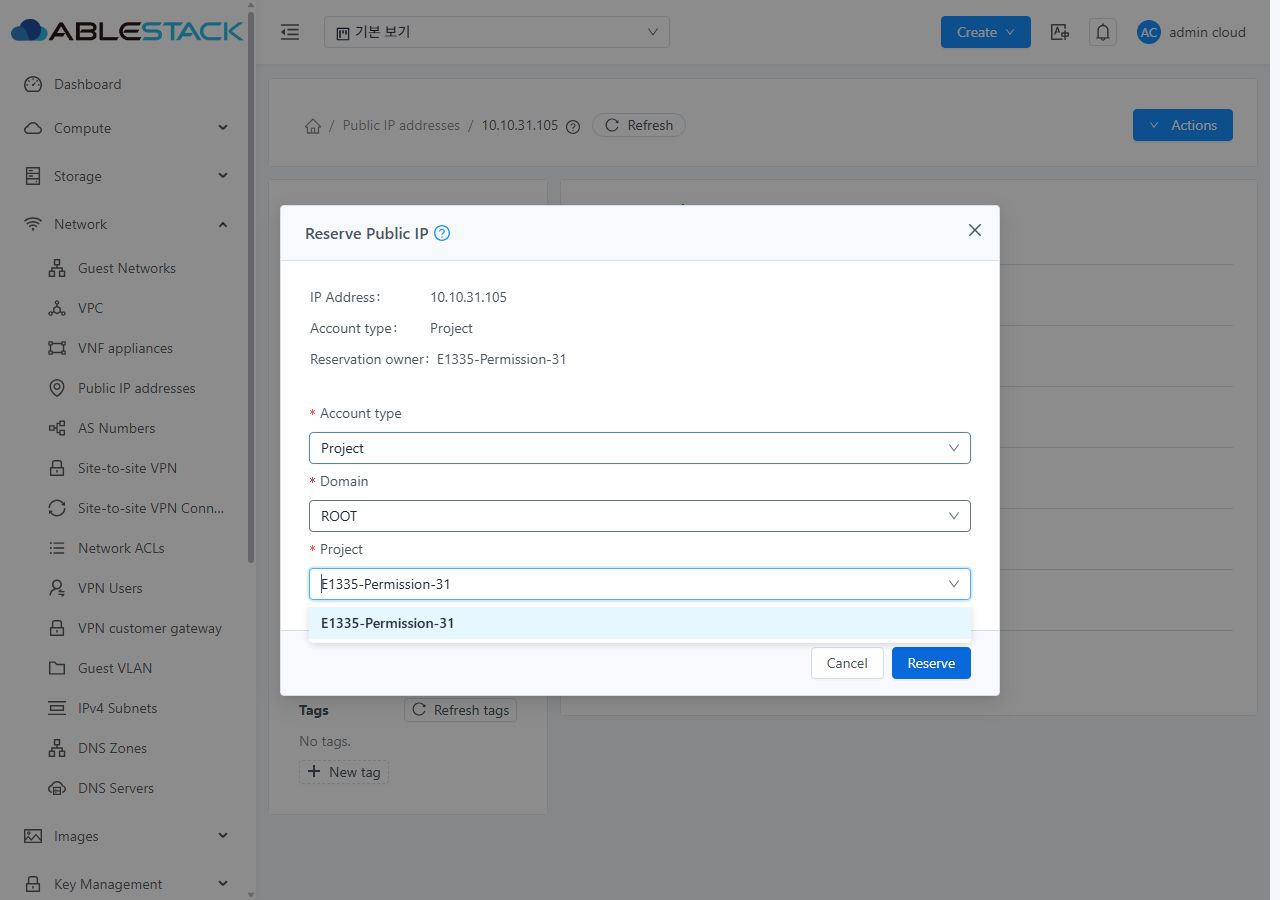 ABLESTACK
기본 보기
Create
AC
admin cloud
Dashboard
Compute
Storage
Network
Guest Networks
VPC
VNF appliances
Public IP addresses
AS Numbers
Site-to-site VPN
Site-to-site VPN Conn...
Network ACLs
VPN Users
VPN customer gateway
Guest VLAN
IPv4 Subnets
DNS Zones
DNS Servers
Images
Key Management
/ Public IP addresses / 10.10.31.105
Refresh
Actions
Reserve Public IP
IP Address: 10.10.31.105
Account type: Project
Reservation owner: E1335-Permission-31
* Account type
Project
* Domain
ROOT
* Project
E1335-Permission-31
E1335-Permission-31
Cancel
Reserve
Tags
Refresh tags
No tags.
New tag